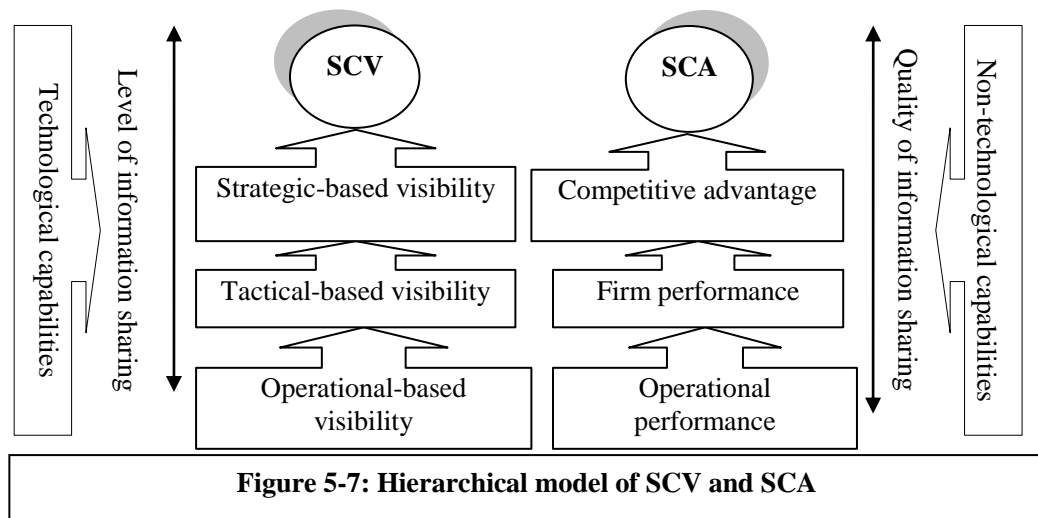 Technological capabilities
Level of information sharing
SCV
Strategic-based visibility
Tactical-based visibility
Operational-based
visibility
SCA
Competitive advantage
Firm performance
Operational
performance
Quality of information sharing
Non-technological capabilities
Figure 5-7: Hierarchical model of SCV and SCA